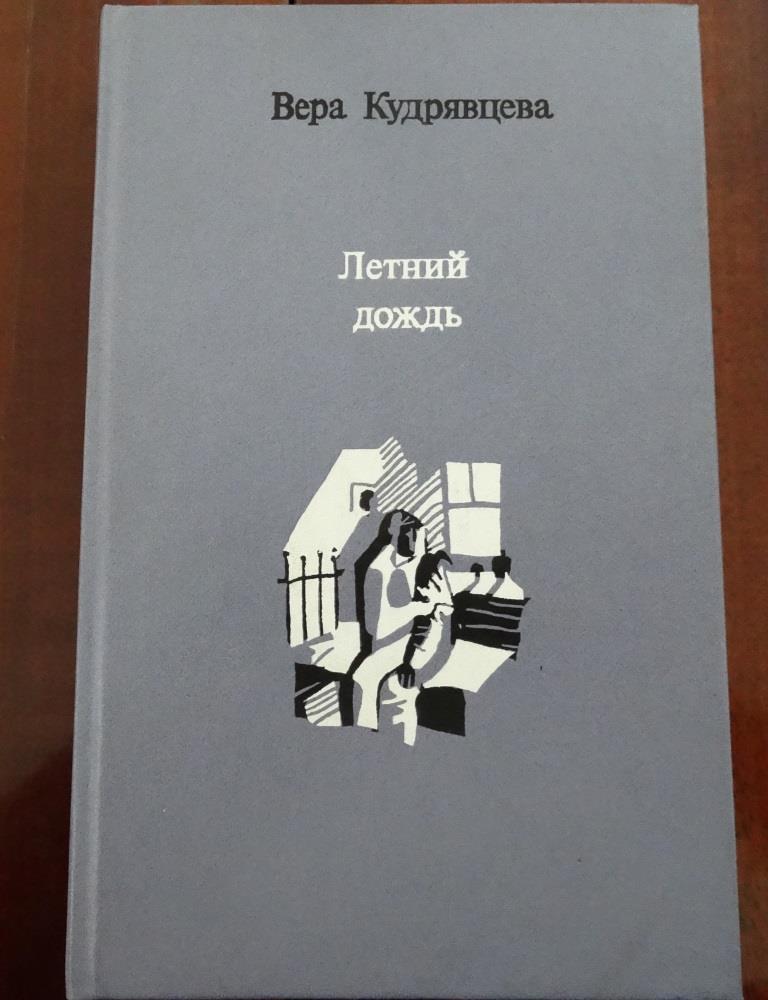 Вера Кудрявцева
Летний
дождь